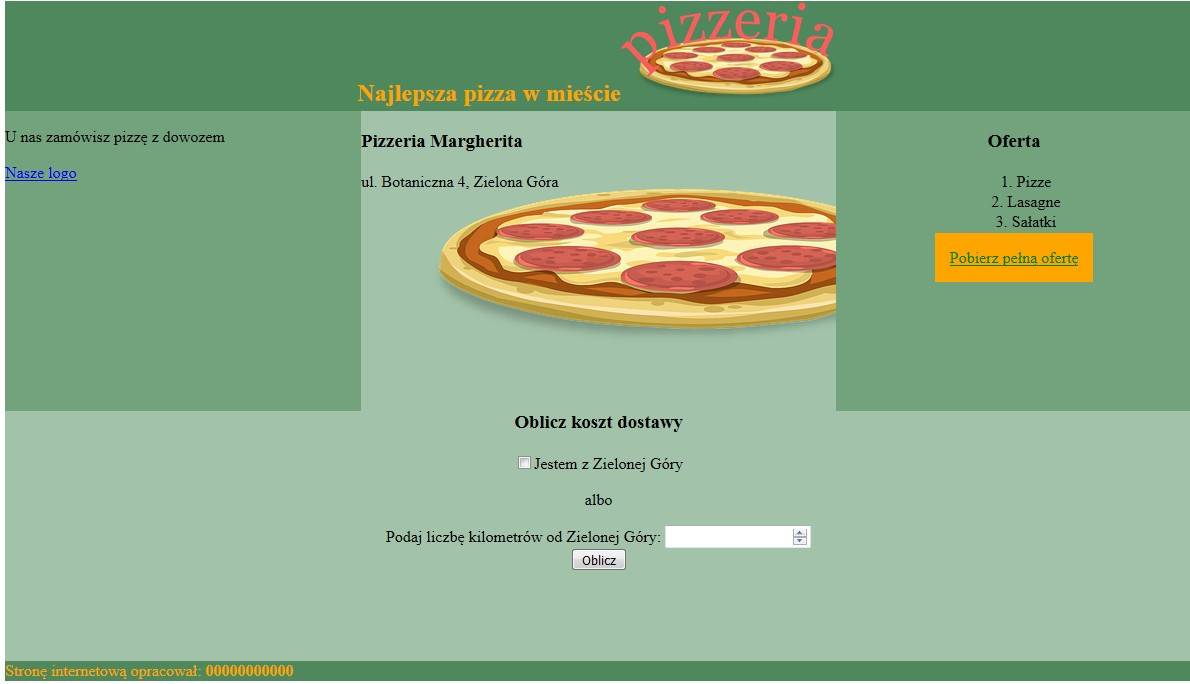 pizzeria
Najlepsza pizza w mieście
U nas zamówisz pizzę z dowozem
Nasze logo
Pizzeria Margherita
ul. Botaniczna 4, Zielona Góra
Oferta
1. Pizze
2. Lasagne
3. Sałatki
Pobierz pełną ofertę
Oblicz koszt dostawy
Jestem z Zielonej Góry
albo
Podaj liczbę kilometrów od Zielonej Góry:
Oblicz
Stronę internetową opracował: 00000000000